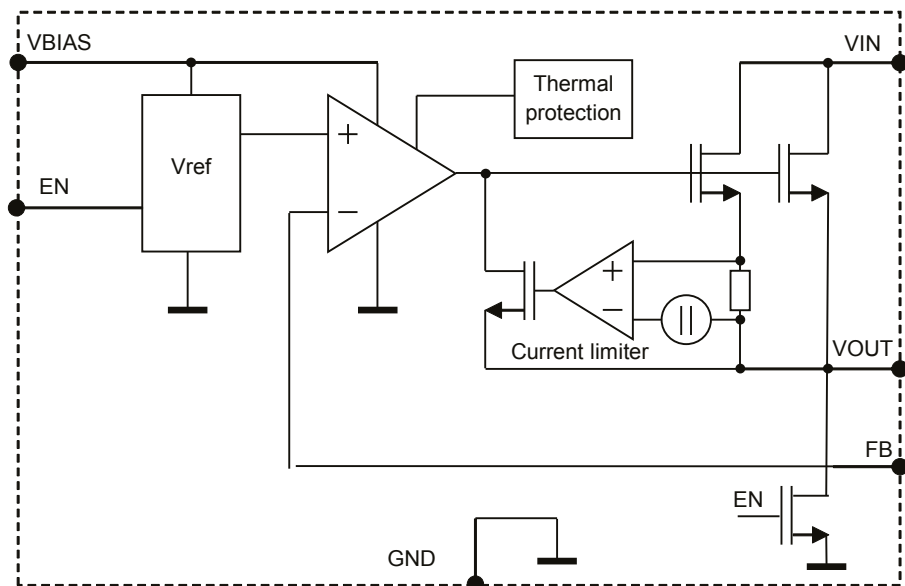 VBIAS
VIN
Thermal
protection
+
Vref
EN
−
+
−
Current limiter
VOUT
FB
EN
GND